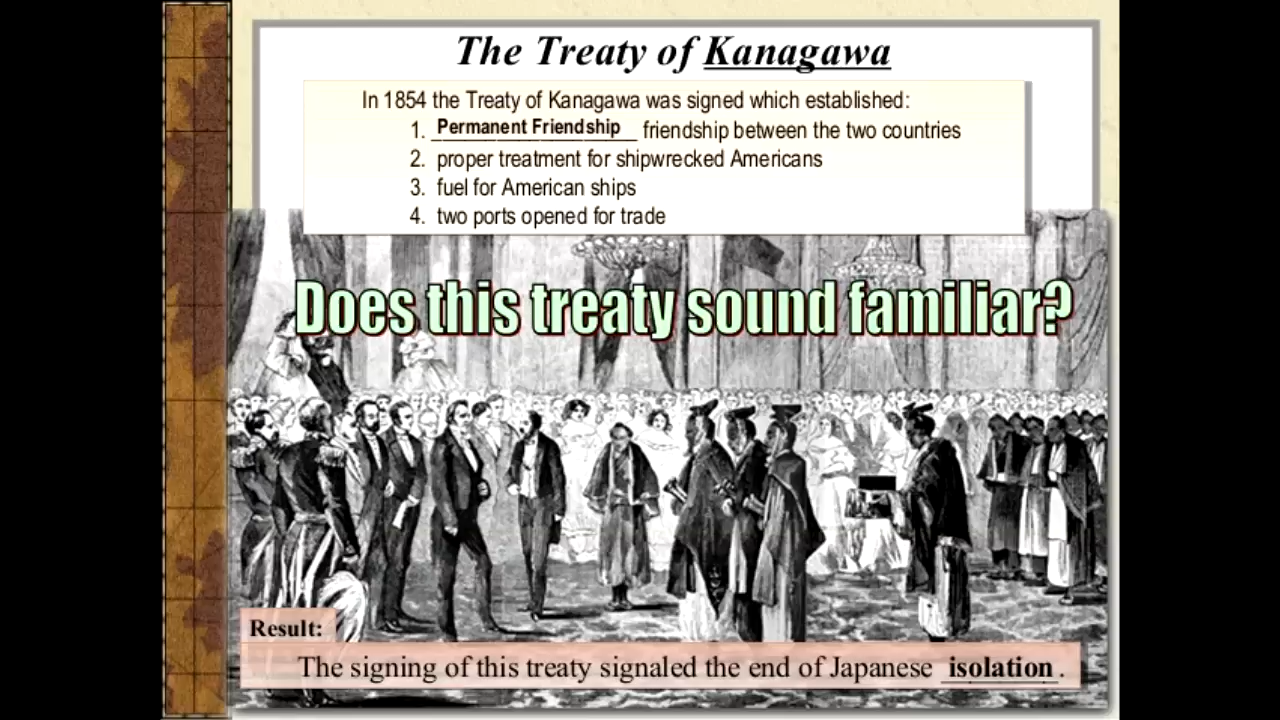 The Treaty of Kanagawa
In 1854 the Treaty of Kanagawa was signed which established:
1. Permanent Friendship friendship between the two countries
2. proper treatment for shipwrecked Americans
3. fuel for American ships
4. two ports opened for trade
Does this treaty sound familiar?
Result:
The signing of this treaty signaled the end of Japanese isolation.